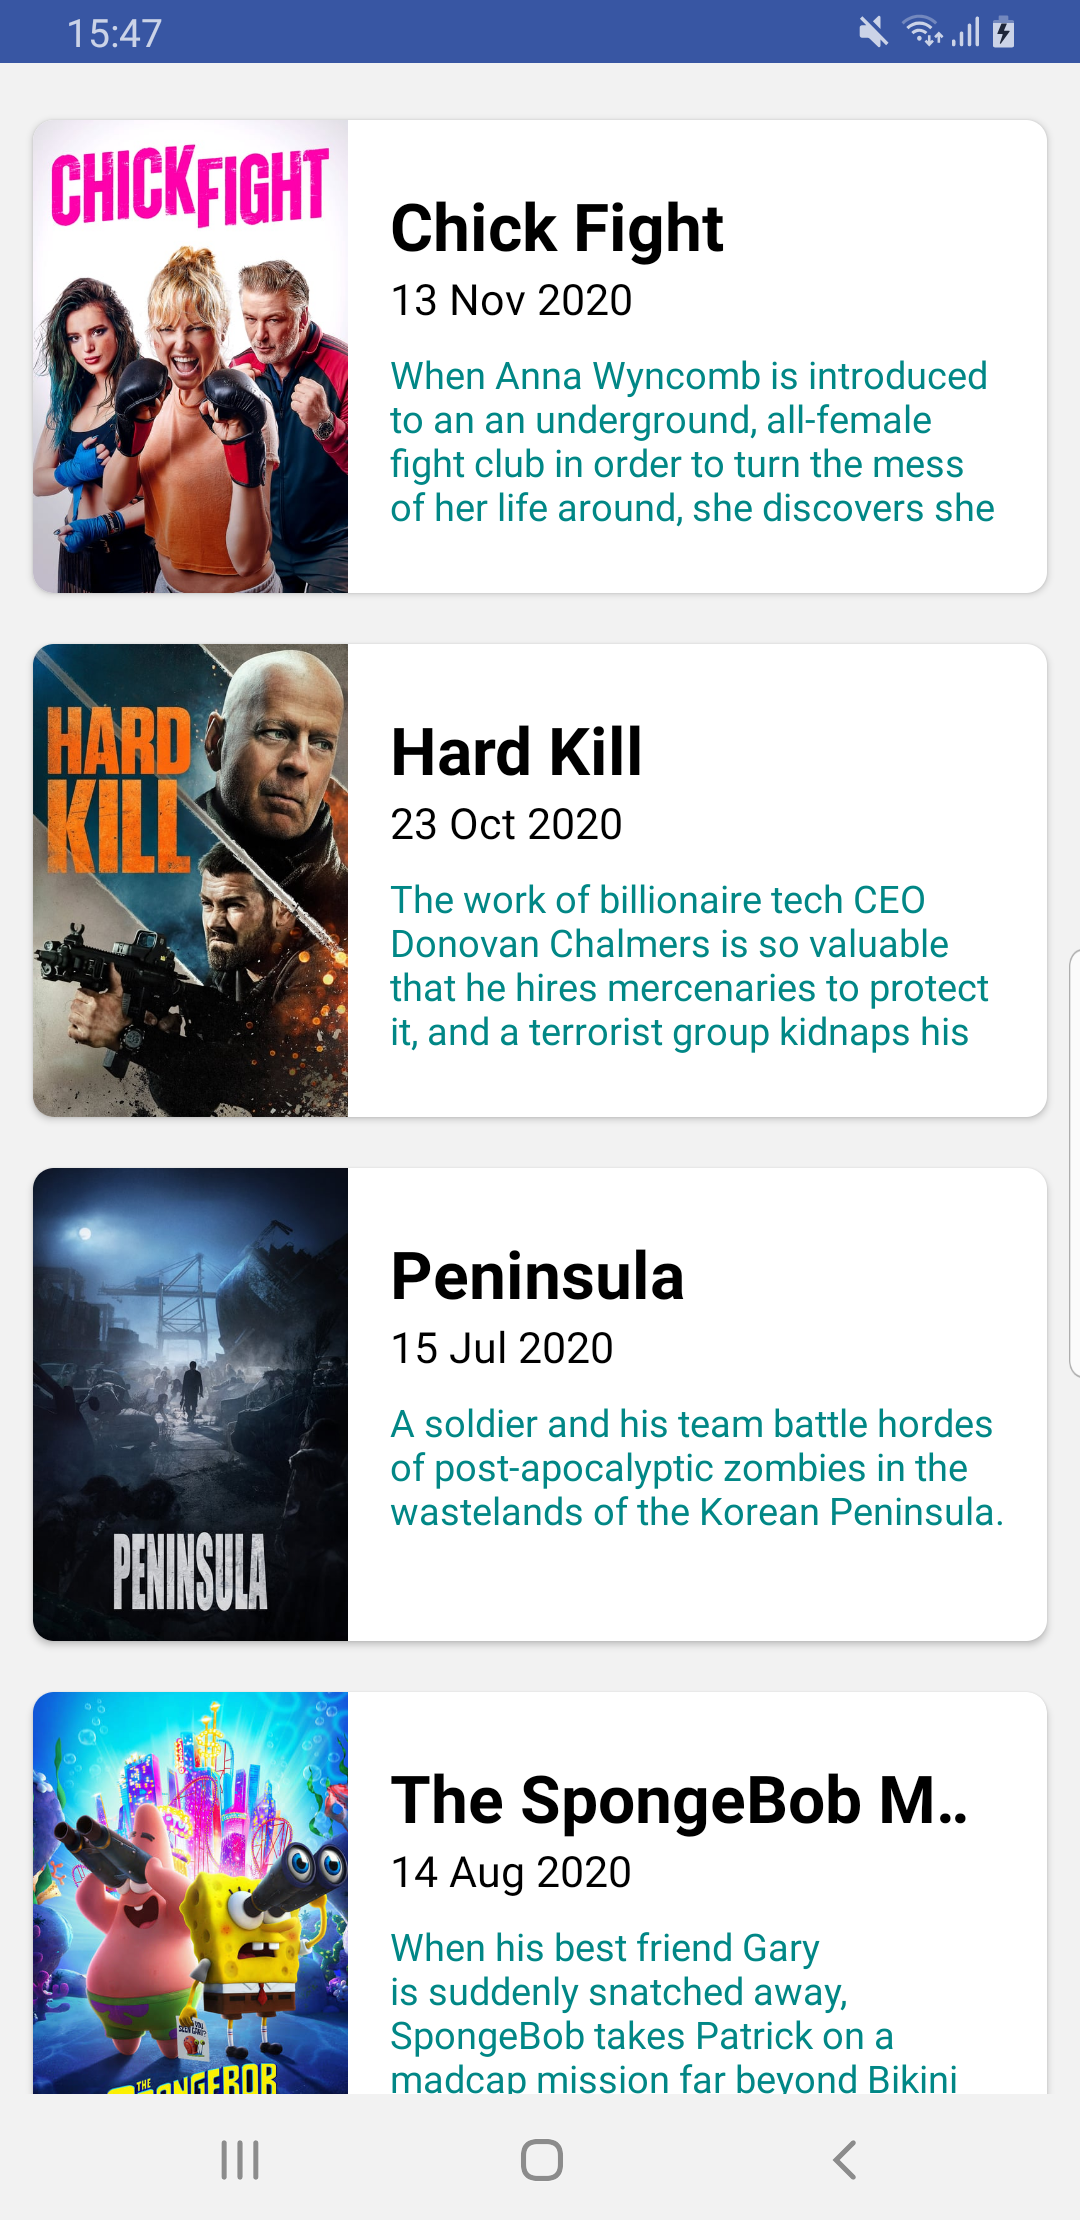 15:47
CHICK FIGHT
Chick Fight
13 Nov 2020
When Anna Wyncomb is introduced
to an an underground, all-female
fight club in order to turn the mess
of her life around, she discovers she
HARD
KILL
Hard Kill
23 Oct 2020
The work of billionaire tech CEO
Donovan Chalmers is so valuable
that he hires mercenaries to protect
it, and a terrorist group kidnaps his
PENINSULA
Peninsula
15 Jul 2020
A soldier and his team battle hordes
of post-apocalyptic zombies in the
wastelands of the Korean Peninsula.
THE
SPONGEBOB
The SpongeBob M..
14 Aug 2020
When his best friend Gary
is suddenly snatched away,
SpongeBob takes Patrick on a
madcap mission far beyond Bikini